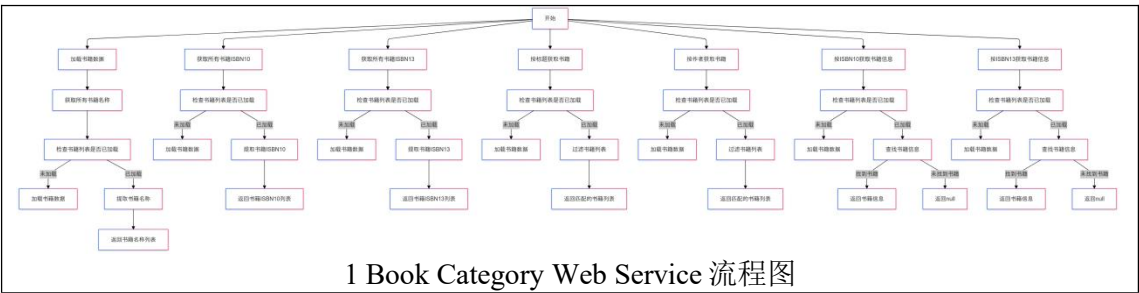 开始
加载书籍数据
获取所有书籍ISBN10
获取所有书籍ISBN13
按标题获取书籍
按作者获取书籍
按ISBN10获取书籍信息
按ISBN13获取书籍信息
获取所有书籍名称
检查书籍列表是否已加载
检查书籍列表是否已加载
检查书籍列表是否已加载
检查书籍列表是否已加载
检查书籍列表是否已加载
检查书籍列表是否已加载
未加载
已加载
未加载
已加载
未加载
已加载
未加载
已加载
未加载
已加载
未加载
已加载
检查书籍列表是否已加载
加载书籍数据
提取书籍ISBN10
加载书籍数据
提取书籍ISBN13
加载书籍数据
过滤书籍列表
加载书籍数据
过滤书籍列表
加载书籍数据
查找书籍信息
加载书籍数据
查找书籍信息
未加载
已加载
找到书籍
未找到书籍
找到书籍
未找到书籍
加载书籍数据
提取书籍名称
返回书籍ISBN10列表
返回书籍ISBN13列表
返回匹配的书籍列表
返回匹配的书籍列表
返回书籍信息
返回null
返回书籍信息
返回null
返回书籍名称列表
1 Book Category Web Service 流程图